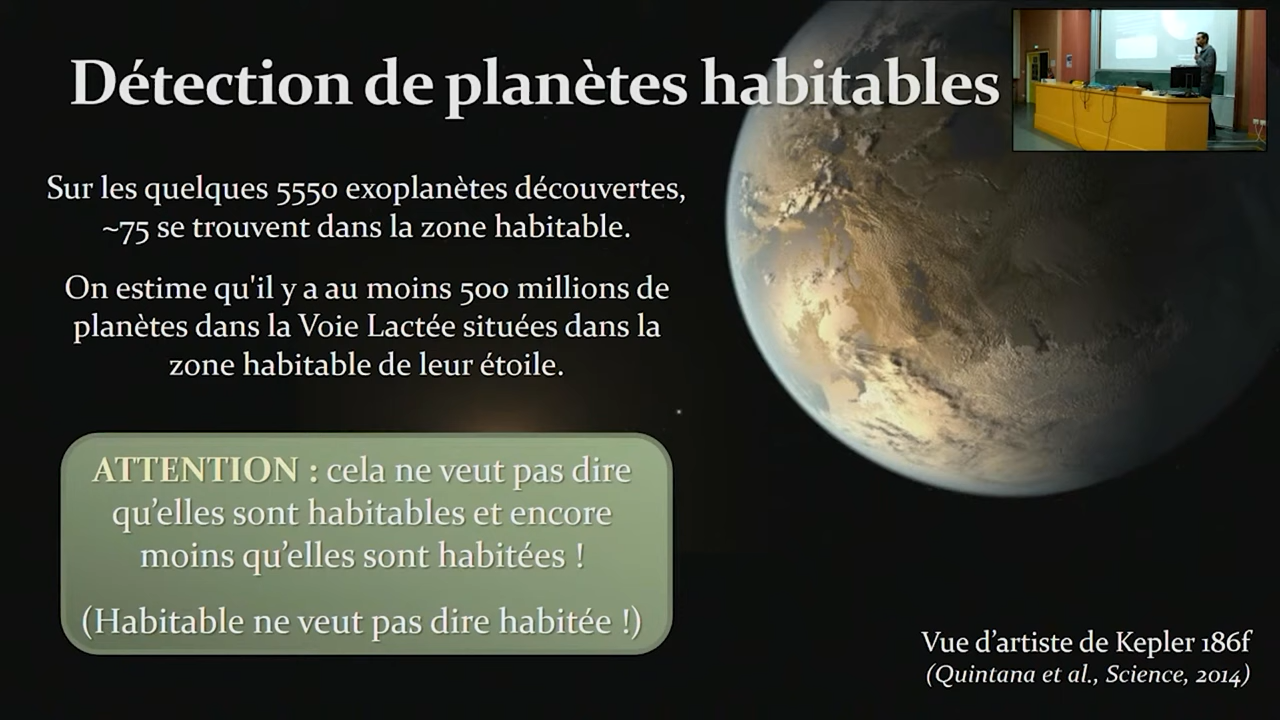 Détection de planètes habitables
Sur les quelques 5550 exoplanètes découvertes,
~75 se trouvent dans la zone habitable.
On estime qu'il y a au moins 500 millions de
planètes dans la Voie Lactée situées dans la
zone habitable de leur étoile.
ATTENTION : cela ne veut pas dire
qu’elles sont habitables et encore
moins qu’elles sont habitées !
(Habitable ne veut pas dire habitée !)
Vue d’artiste de Kepler 186f
(Quintana et al., Science, 2014)